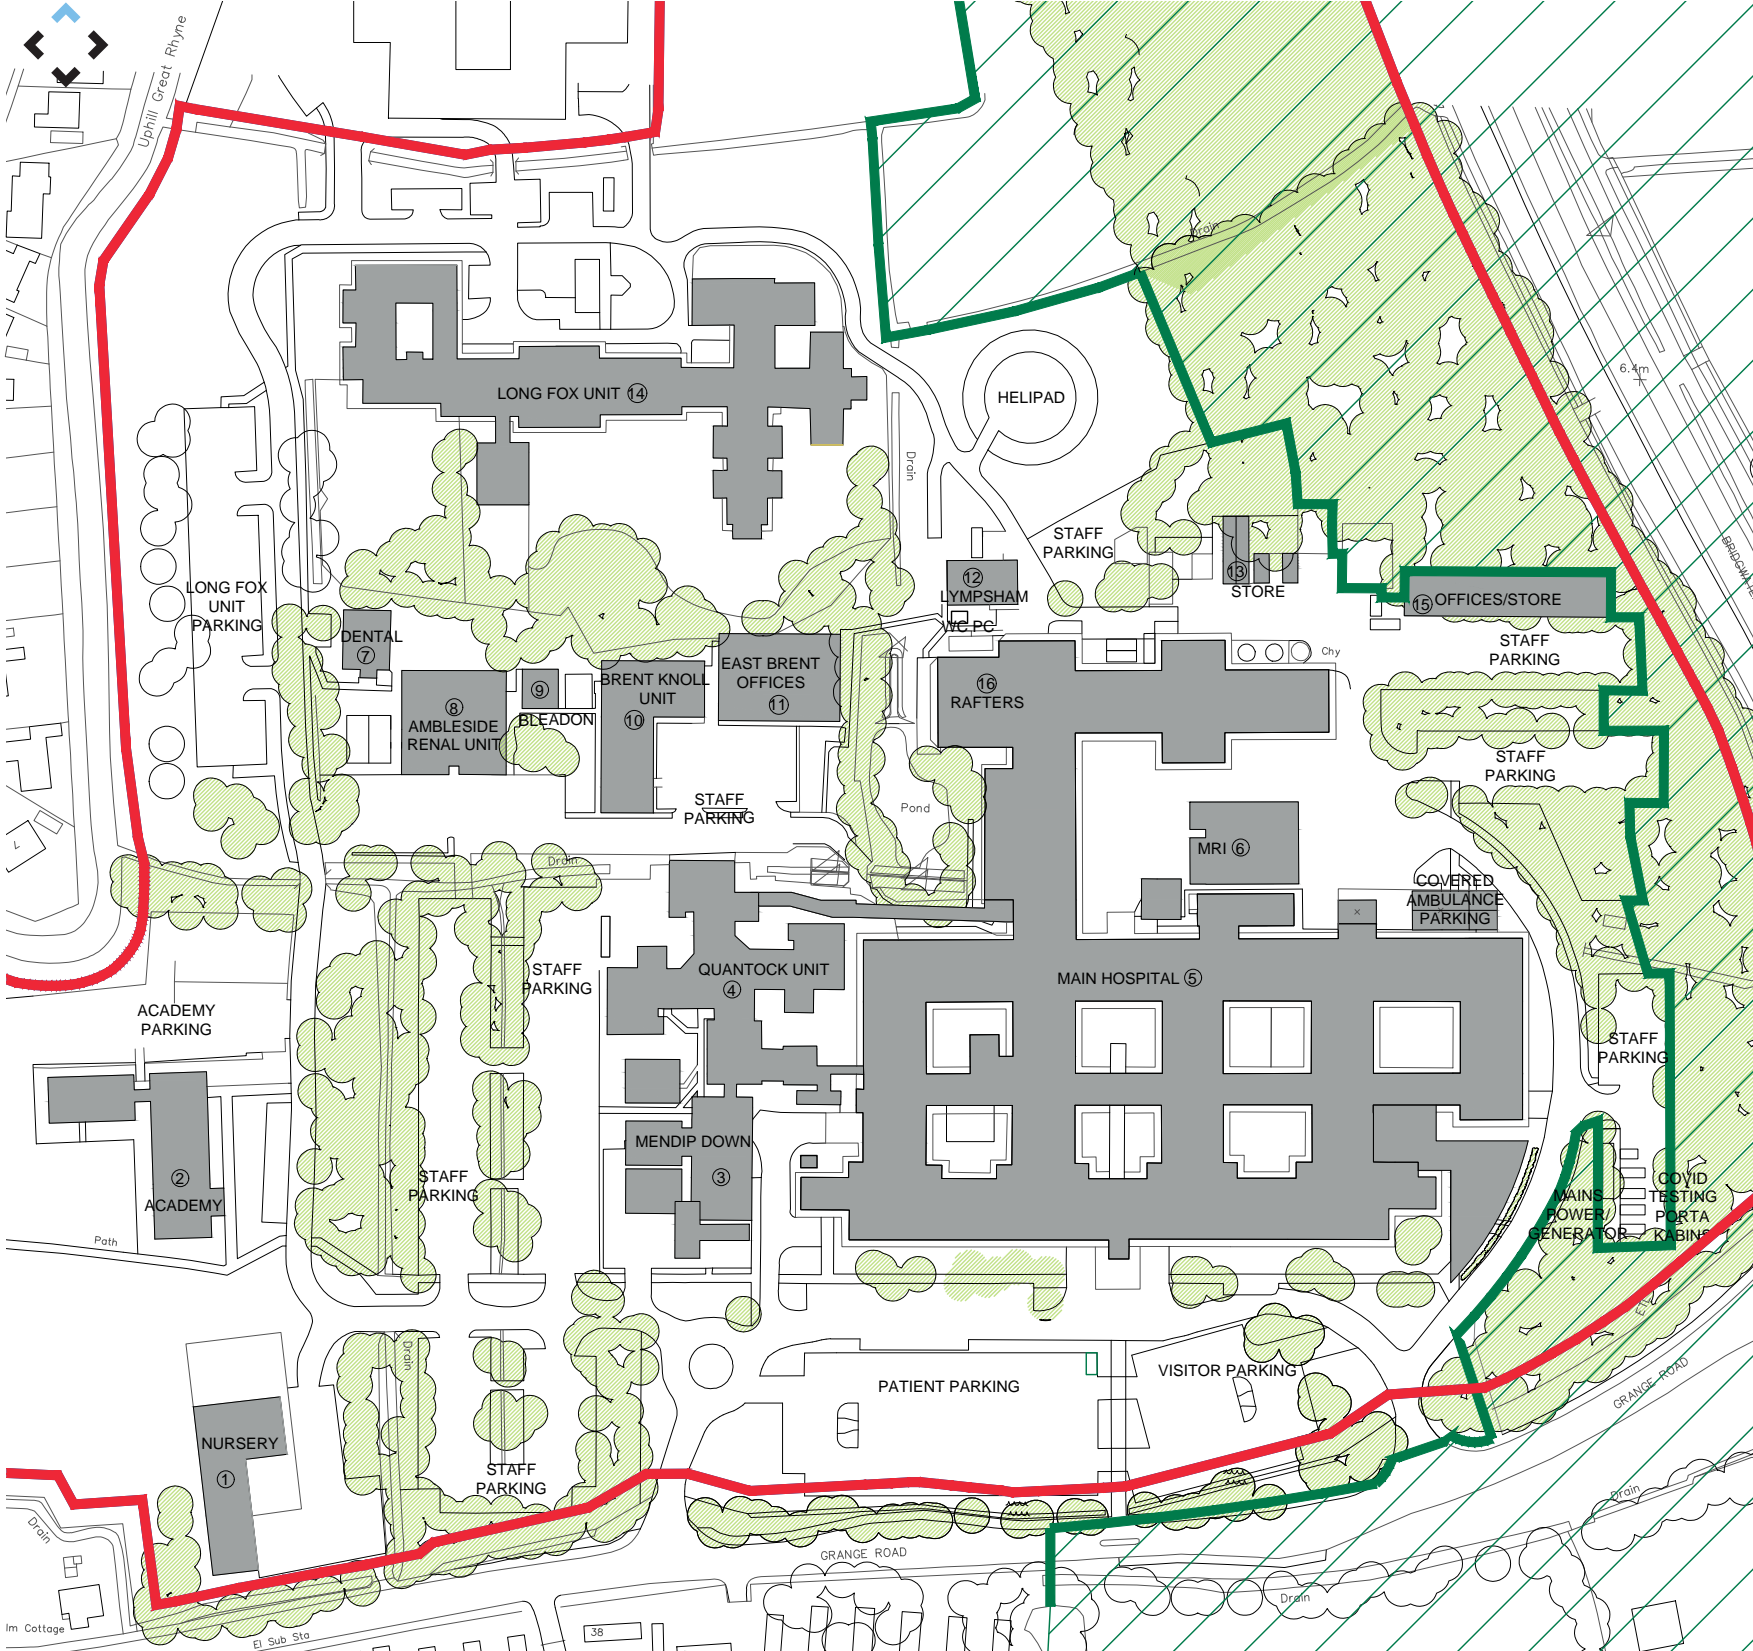 Uphill Great Rhyne
Drain
6.4m
LONG FOX UNIT 14
HELIPAD
Drain
STAFF
PARKING
12
LYMPSHAM
WC PC
13
STORE
15 OFFICES/STORE
STAFF
PARKING
LONG FOX
UNIT
PARKING
DENTAL
7
8
AMBLESIDE
RENAL UNIT
9
BLEADON
BRENT KNOLL
UNIT
10
EAST BRENT
OFFICES
11
16
RAFTERS
Chy
STAFF
PARKING
STAFF
PARKING
Pond
MRI 6
Drain
COVERED
AMBULANCE
PARKING
STAFF
PARKING
QUANTOCK UNIT
4
MAIN HOSPITAL 5
ACADEMY
PARKING
STAFF
PARKING
MENDIP DOWN
3
2
ACADEMY
STAFF
PARKING
MAINS
POWER/
GENERATOR
COVID
TESTING
PORTA
KABINS
Path
ETL
Drain
PATIENT PARKING
VISITOR PARKING
GRANGE ROAD
NURSERY
1
STAFF
PARKING
Drain
Drain
GRANGE ROAD
Drain
lm Cottage
El Sub Sta
38